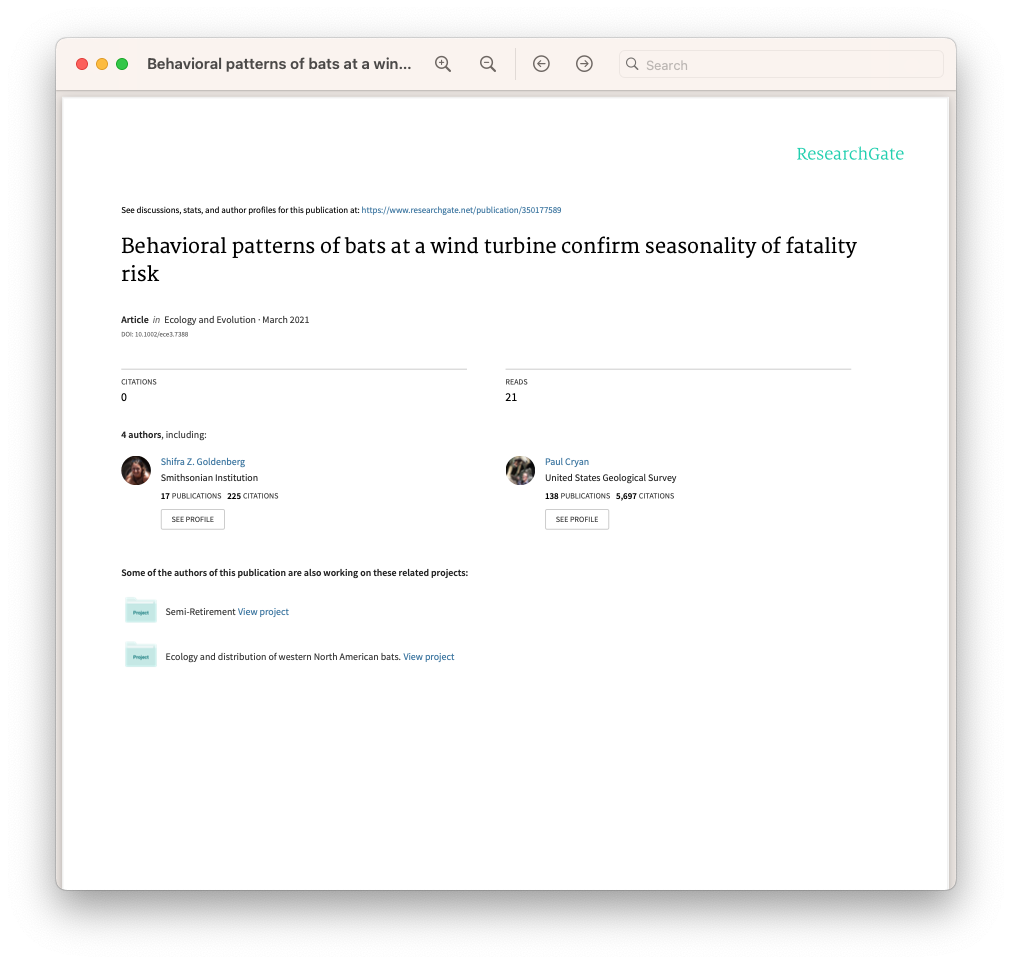 Behavioral patterns of bats at a win...
Search
ResearchGate
See discussions, stats, and author profiles for this publication at: https://www.researchgate.net/publication/350177589
Behavioral patterns of bats at a wind turbine confirm seasonality of fatality
risk
Article in Ecology and Evolution · March 2021
DOI: 10.1002/ece3.7388
CITATIONS
0
READS
21
4 authors, including:
Shifra Z. Goldenberg
Smithsonian Institution
17 PUBLICATIONS 225 CITATIONS
SEE PROFILE
Paul Cryan
United States Geological Survey
138 PUBLICATIONS 5,697 CITATIONS
SEE PROFILE
Some of the authors of this publication are also working on these related projects:
Project
Semi-Retirement View project
Project
Ecology and distribution of western North American bats. View project